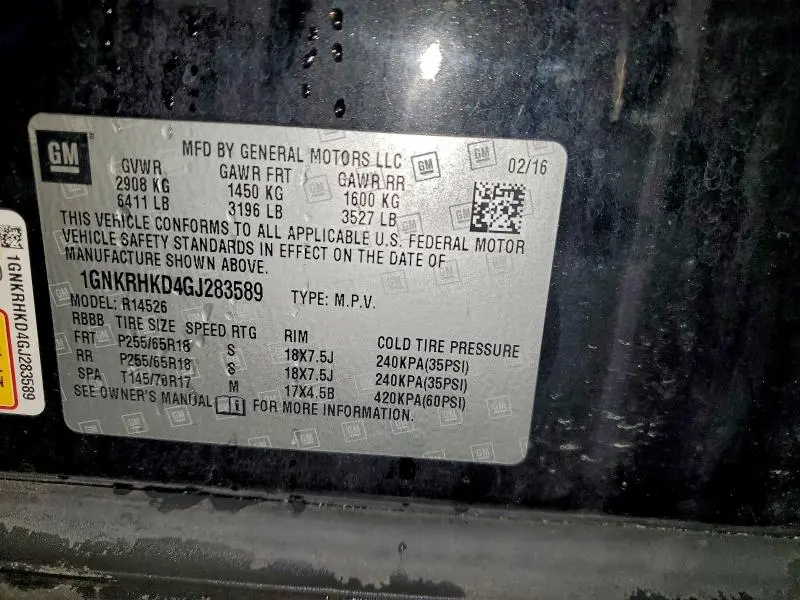 GM
MFD BY GENERAL MOTORS LLC
02/16
GVWR GAWR FRT GAWR RR
2908 KG 1450 KG 1600 KG
6411 LB 3196 LB 3527 LB
THIS VEHICLE CONFORMS TO ALL APPLICABLE U.S. FEDERAL MOTOR
VEHICLE SAFETY STANDARDS IN EFFECT ON THE DATE OF
MANUFACTURE SHOWN ABOVE.
1GNKRHKD4GJ283589 TYPE: M.P.V.
MODEL: R14526
RBBB TIRE SIZE SPEED RTG RIM COLD TIRE PRESSURE
FRT P255/65R18 S 18X7.5J 240KPA(35PSI)
RR P255/65R18 S 18X7.5J 240KPA(35PSI)
SPA T145/70R17 M 17X4.5B 420KPA(60PSI)
SEE OWNER'S MANUAL FOR MORE INFORMATION.
1GNKRHKD4GJ283589